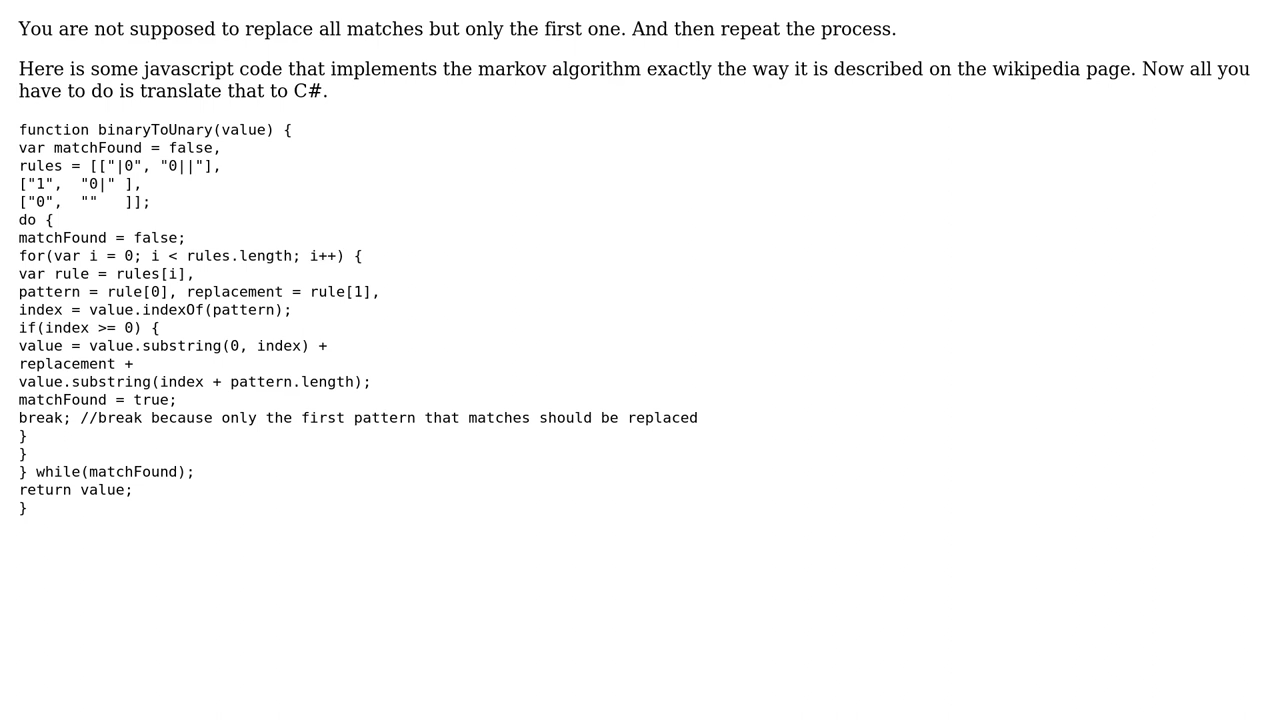 You are not supposed to replace all matches but only the first one. And then repeat the process.
Here is some javascript code that implements the markov algorithm exactly the way it is described on the wikipedia page. Now all you
have to do is translate that to C#.
function binaryToUnary(value) {
var matchFound = false,
rules = [["|0", "0||"],
["1",  "0|" ],
["0",  ""   ]];
do {
matchFound = false;
for(var i = 0; i < rules.length; i++) {
var rule = rules[i],
pattern = rule[0], replacement = rule[1],
index = value.indexOf(pattern);
if(index >= 0) {
value = value.substring(0, index) +
replacement +
value.substring(index + pattern.length);
matchFound = true;
break; //break because only the first pattern that matches should be replaced
}
}
} while(matchFound);
return value;
}